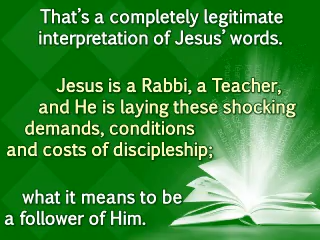 That's a completely legitimate
interpretation of Jesus' words.
Jesus is a Rabbi, a Teacher,
and He is laying these shocking
demands, conditions
and costs of discipleship;
what it means to be
a follower of Him.